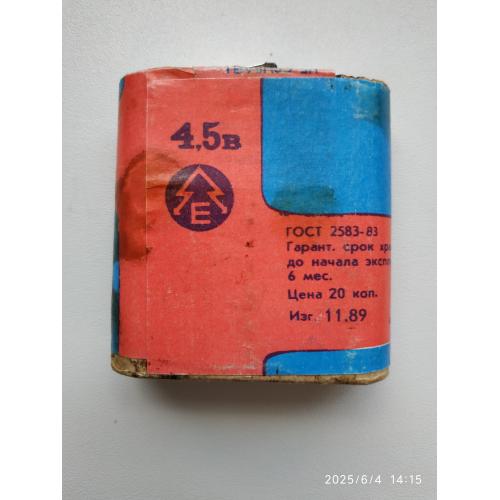 4,5в
Е
ГОСТ 2583-83
Гарант. срок хра
до начала экспл
6 мес.
Цена 20 коп.
Изг. 11.89
2025/6/4 14:15